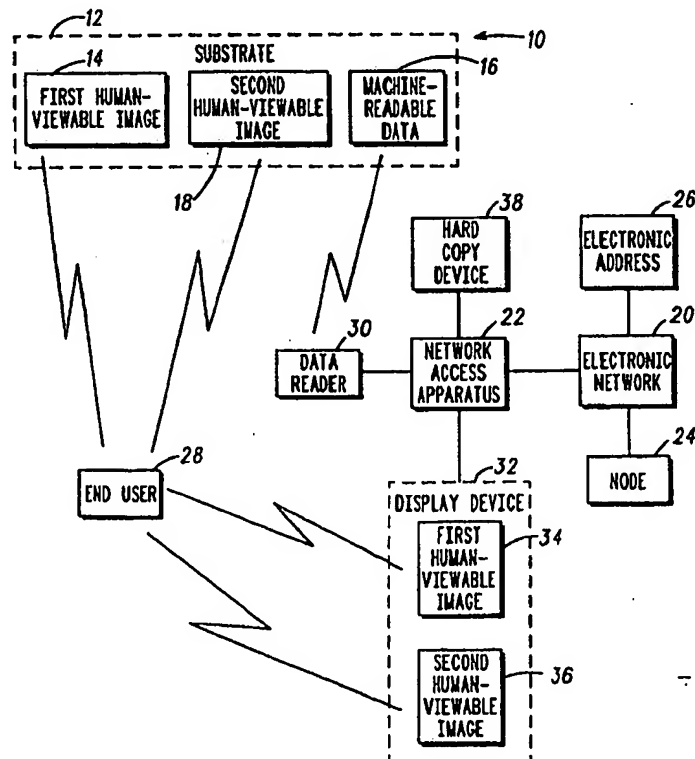 12
10
SUBSTRATE
14
16
FIRST HUMAN-
VIEWABLE IMAGE
SECOND
HUMAN-VIEWABLE
IMAGE
MACHINE-
READABLE
DATA
18
38
26
HARD
COPY
DEVICE
ELECTRONIC
ADDRESS
30
22
20
DATA
READER
NETWORK
ACCESS
APPARATUS
ELECTRONIC
NETWORK
28
24
END USER
NODE
32
DISPLAY DEVICE
34
FIRST
HUMAN-
VIEWABLE
IMAGE
36
SECOND
HUMAN-
VIEWABLE
IMAGE